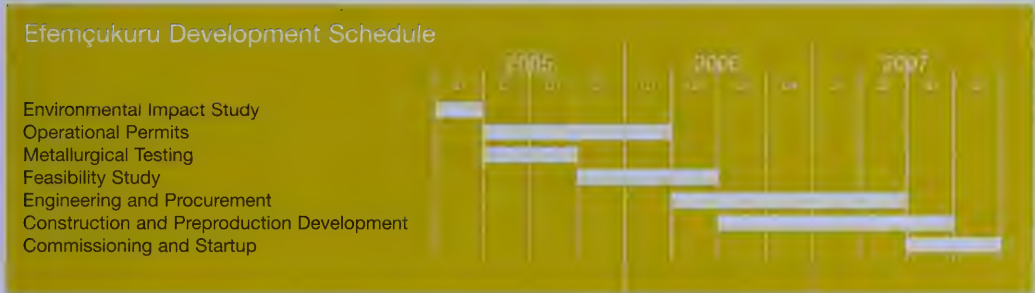 Efemçukuru Development Schedule
2005 2006 2007
Environmental Impact Study
Operational Permits
Metallurgical Testing
Feasibility Study
Engineering and Procurement
Construction and Preproduction Development
Commissioning and Startup